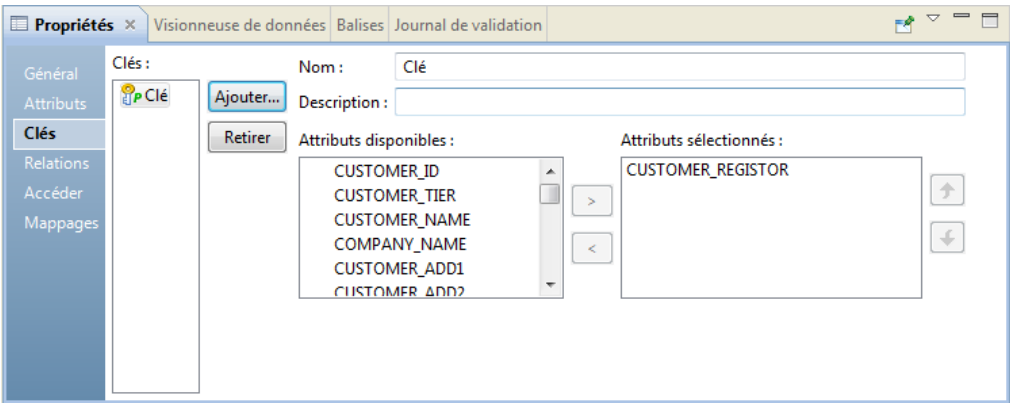 Propriétés
Visionneuse de données
Balises
Journal de validation
Général
Attributs
Clés
Relations
Accéder
Mappages
Clés :
Clé
Ajouter...
Retirer
Nom :
Clé
Description :
Attributs disponibles :
CUSTOMER_ID
CUSTOMER_TIER
CUSTOMER_NAME
COMPANY_NAME
CUSTOMER_ADD1
CUSTOMER_ADD2
>
<
Attributs sélectionnés :
CUSTOMER_REGISTOR